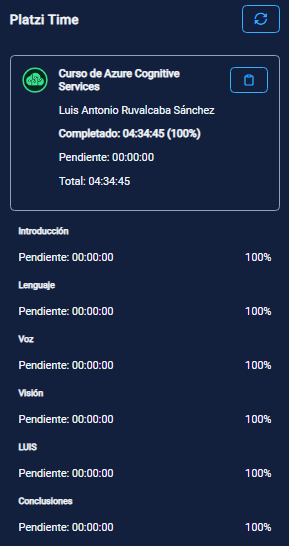 Platzi Time
Curso de Azure Cognitive
Services
Luis Antonio Ruvalcaba Sánchez
Completado: 04:34:45 (100%)
Pendiente: 00:00:00
Total: 04:34:45
Introducción
Pendiente: 00:00:00 100%
Lenguaje
Pendiente: 00:00:00 100%
Voz
Pendiente: 00:00:00 100%
Visión
Pendiente: 00:00:00 100%
LUIS
Pendiente: 00:00:00 100%
Conclusiones
Pendiente: 00:00:00 100%